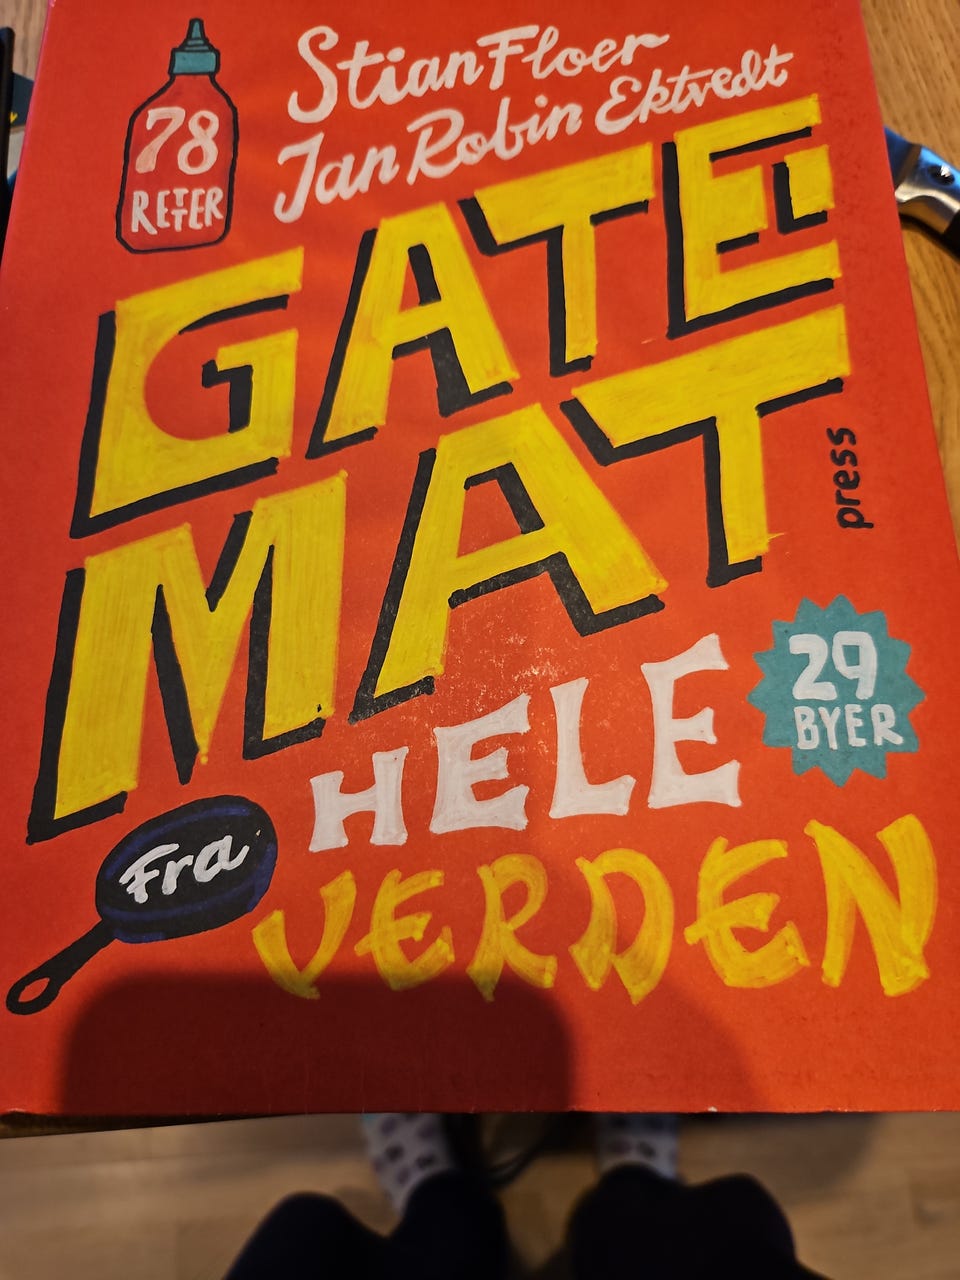 Stian Floer
Jan Robin Ektvedt
78
RETTER
GATE
MAT
press
Fra
HELE
VERDEN
29
BYER